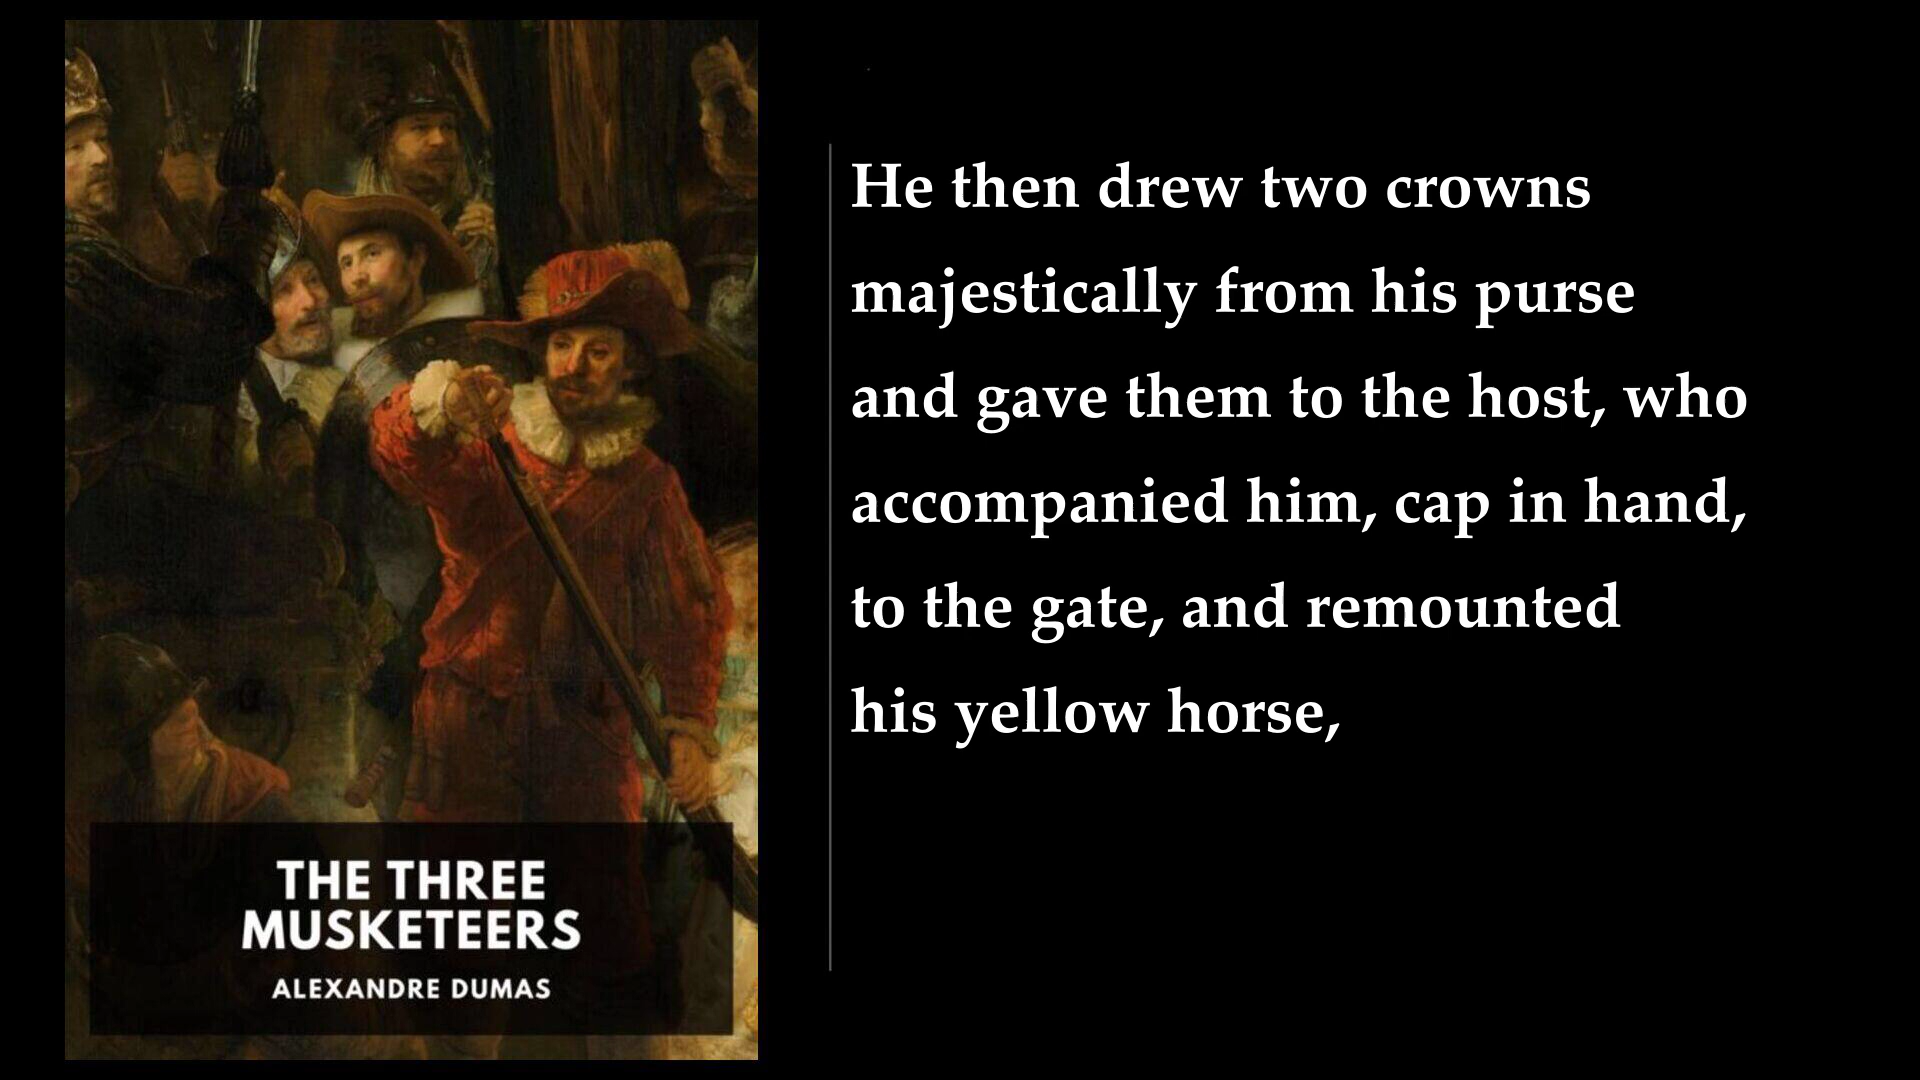 He then drew two crowns
majestically from his purse
and gave them to the host, who
accompanied him, cap in hand,
to the gate, and remounted
his yellow horse,
THE THREE
MUSKETEERS
ALEXANDRE DUMAS